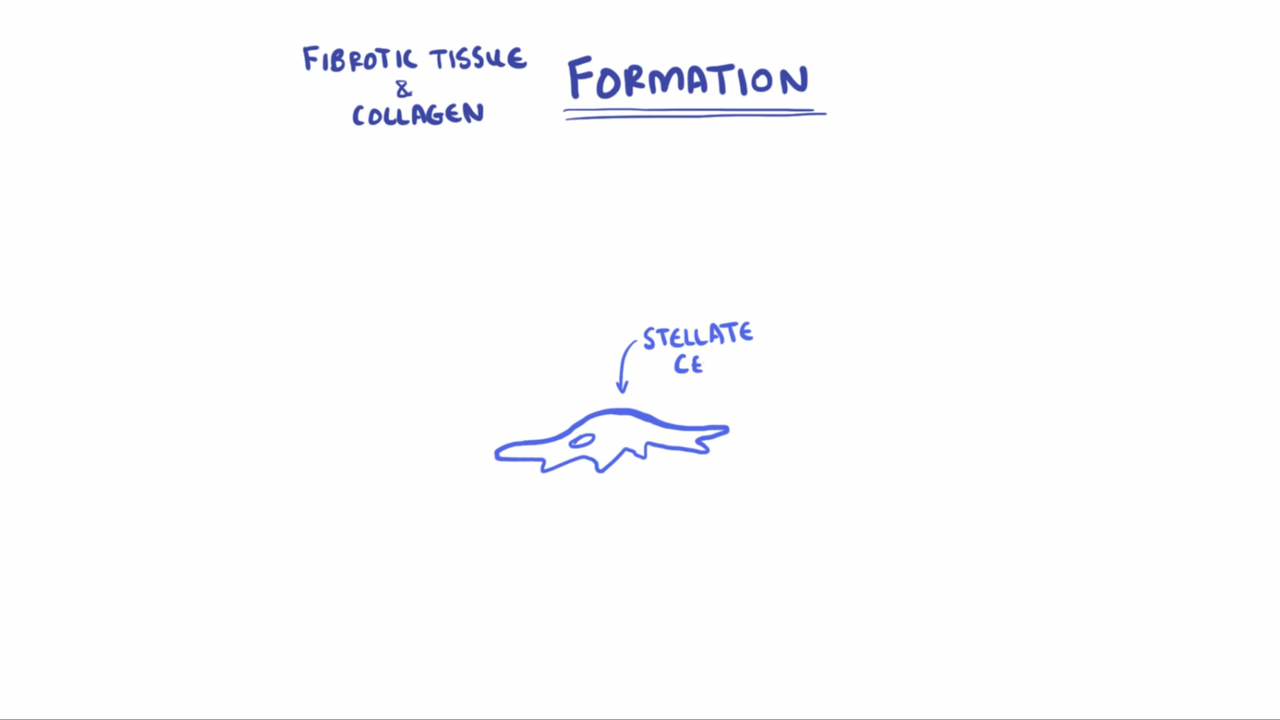 FIBROTIC TISSUE
&
COLLAGEN
FORMATION
STELLATE
CE